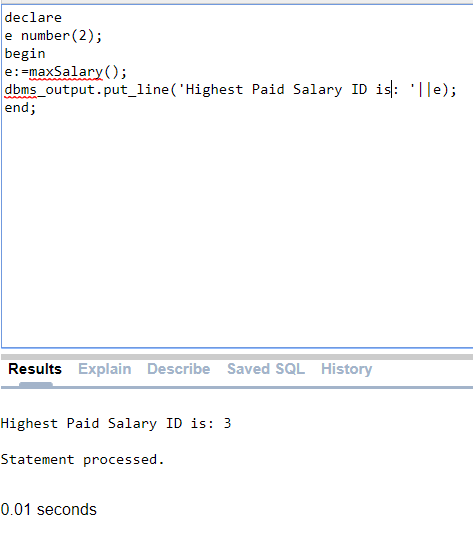 declare
e number(2);
begin
e:=maxSalary();
dbms_output.put_line('Highest Paid Salary ID is: '||e);
end;
Results Explain Describe Saved SQL History
Highest Paid Salary ID is: 3
Statement processed.
0.01 seconds